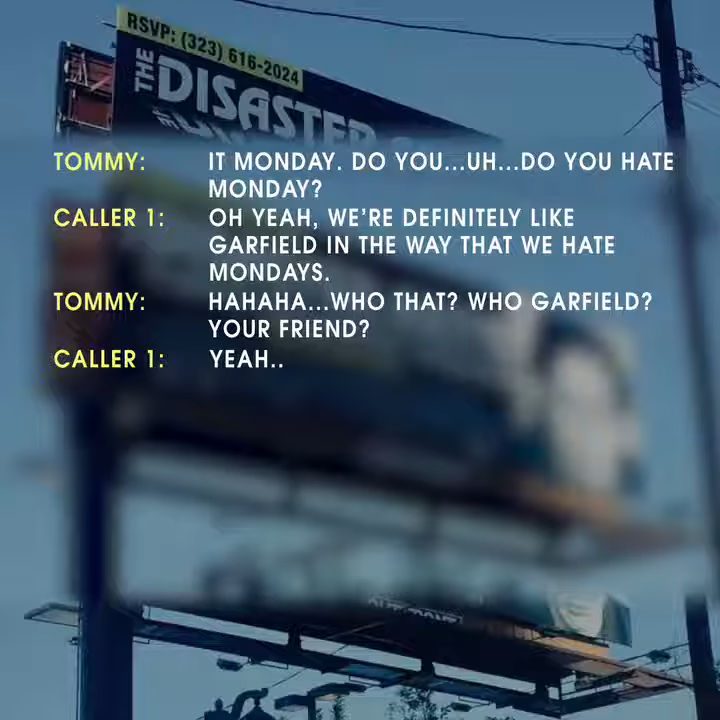 RSVP: (323) 616-2024
THE
DISASTER
TOMMY: IT MONDAY. DO YOU...UH...DO YOU HATE
MONDAY?
CALLER 1: OH YEAH, WE’RE DEFINITELY LIKE
GARFIELD IN THE WAY THAT WE HATE
MONDAYS.
TOMMY: HAHAHA...WHO THAT? WHO GARFIELD?
YOUR FRIEND?
CALLER 1: YEAH..